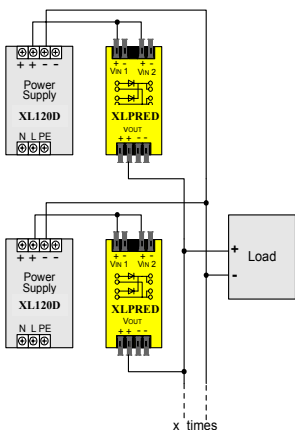 + + - -
Power
Supply
XL120D
N L PE
+ - + -
VIN 1 VIN 2
XLPRED
VOUT
+ + - -
+ + - -
Power
Supply
XL120D
N L PE
+ - + -
VIN 1 VIN 2
XLPRED
VOUT
+ + - -
+
-
Load
x times